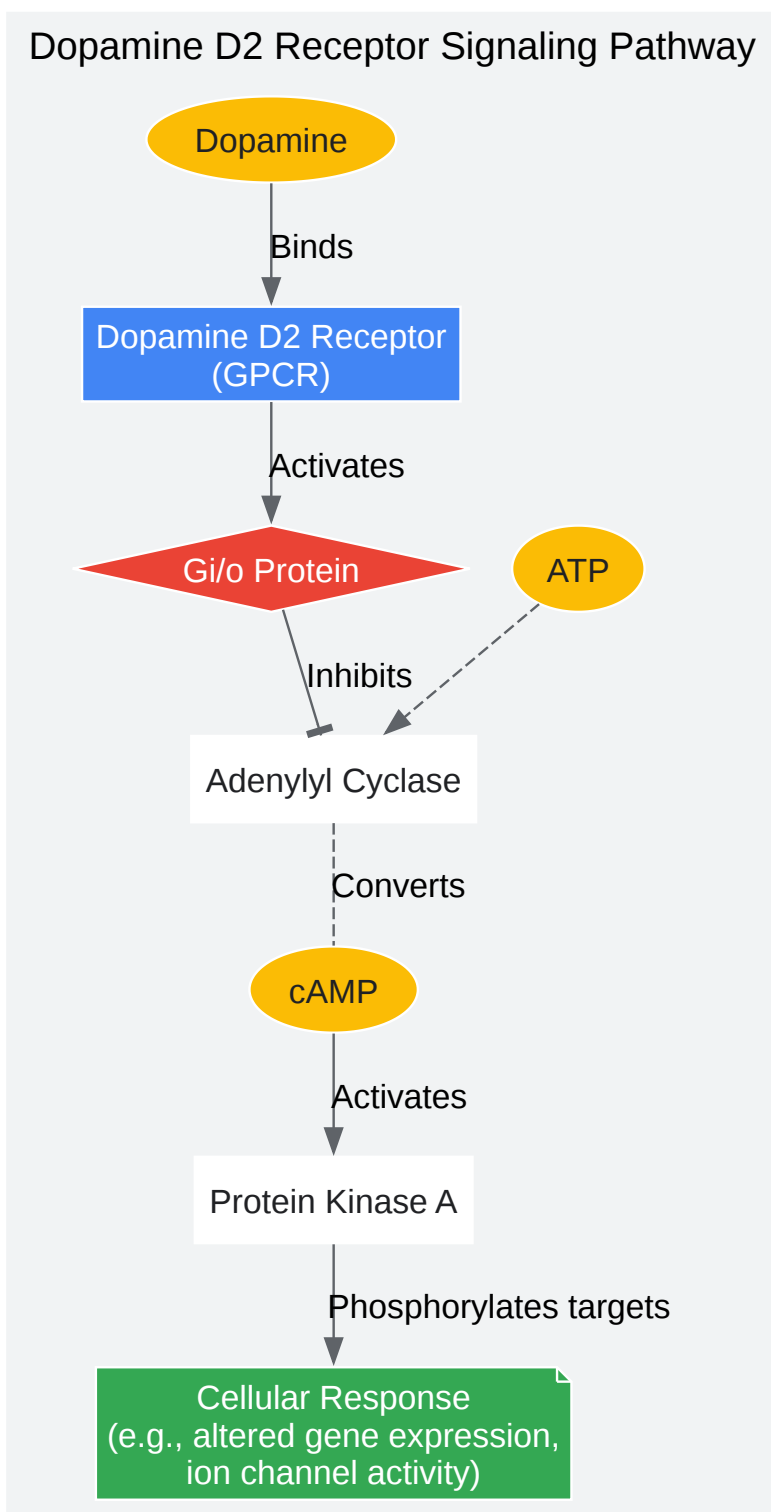 Dopamine D2 Receptor Signaling Pathway
Dopamine
Binds
Dopamine D2 Receptor
(GPCR)
Activates
Gi/o Protein
ATP
Inhibits
Adenylyl Cyclase
Converts
cAMP
Activates
Protein Kinase A
Phosphorylates targets
Cellular Response
(e.g., altered gene expression,
ion channel activity)